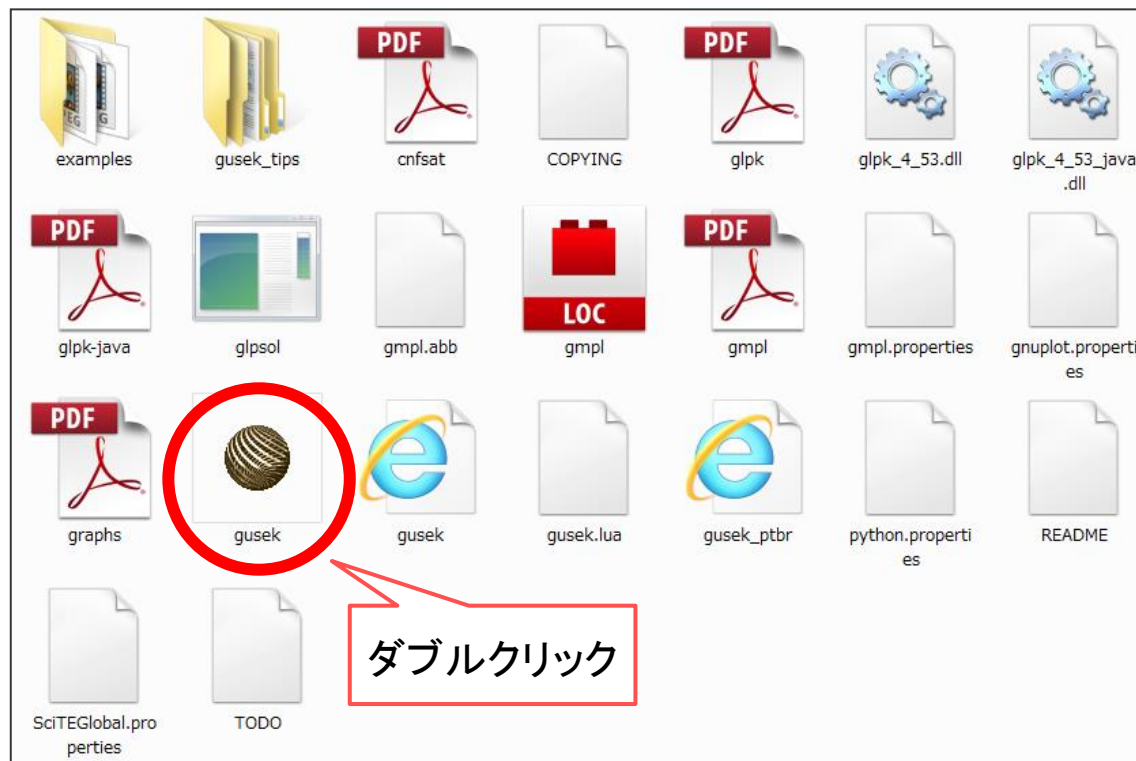 PDF
PDF
examples
gusek_tips
cnfsat
COPYING
glpk
glpk_4_53.dll
glpk_4_53_java
.dll
PDF
LOC
PDF
glpk-java
glpsol
gmpl.abb
gmpl
gmpl
gmpl.properties
gnuplot.properti
es
PDF
graphs
gusek
gusek
gusek.lua
gusek_ptbr
python.properti
es
README
ダブルクリック
SciTEGlobal.pro
perties
TODO